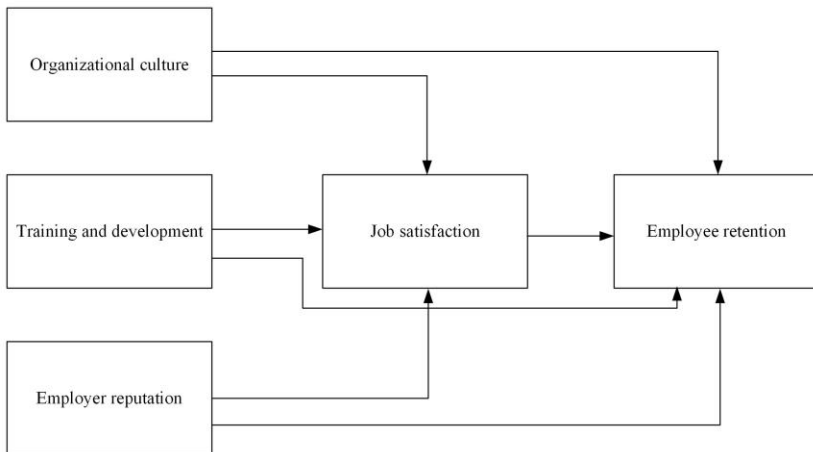 Organizational culture
Training and development
Job satisfaction
Employee retention
Employer reputation